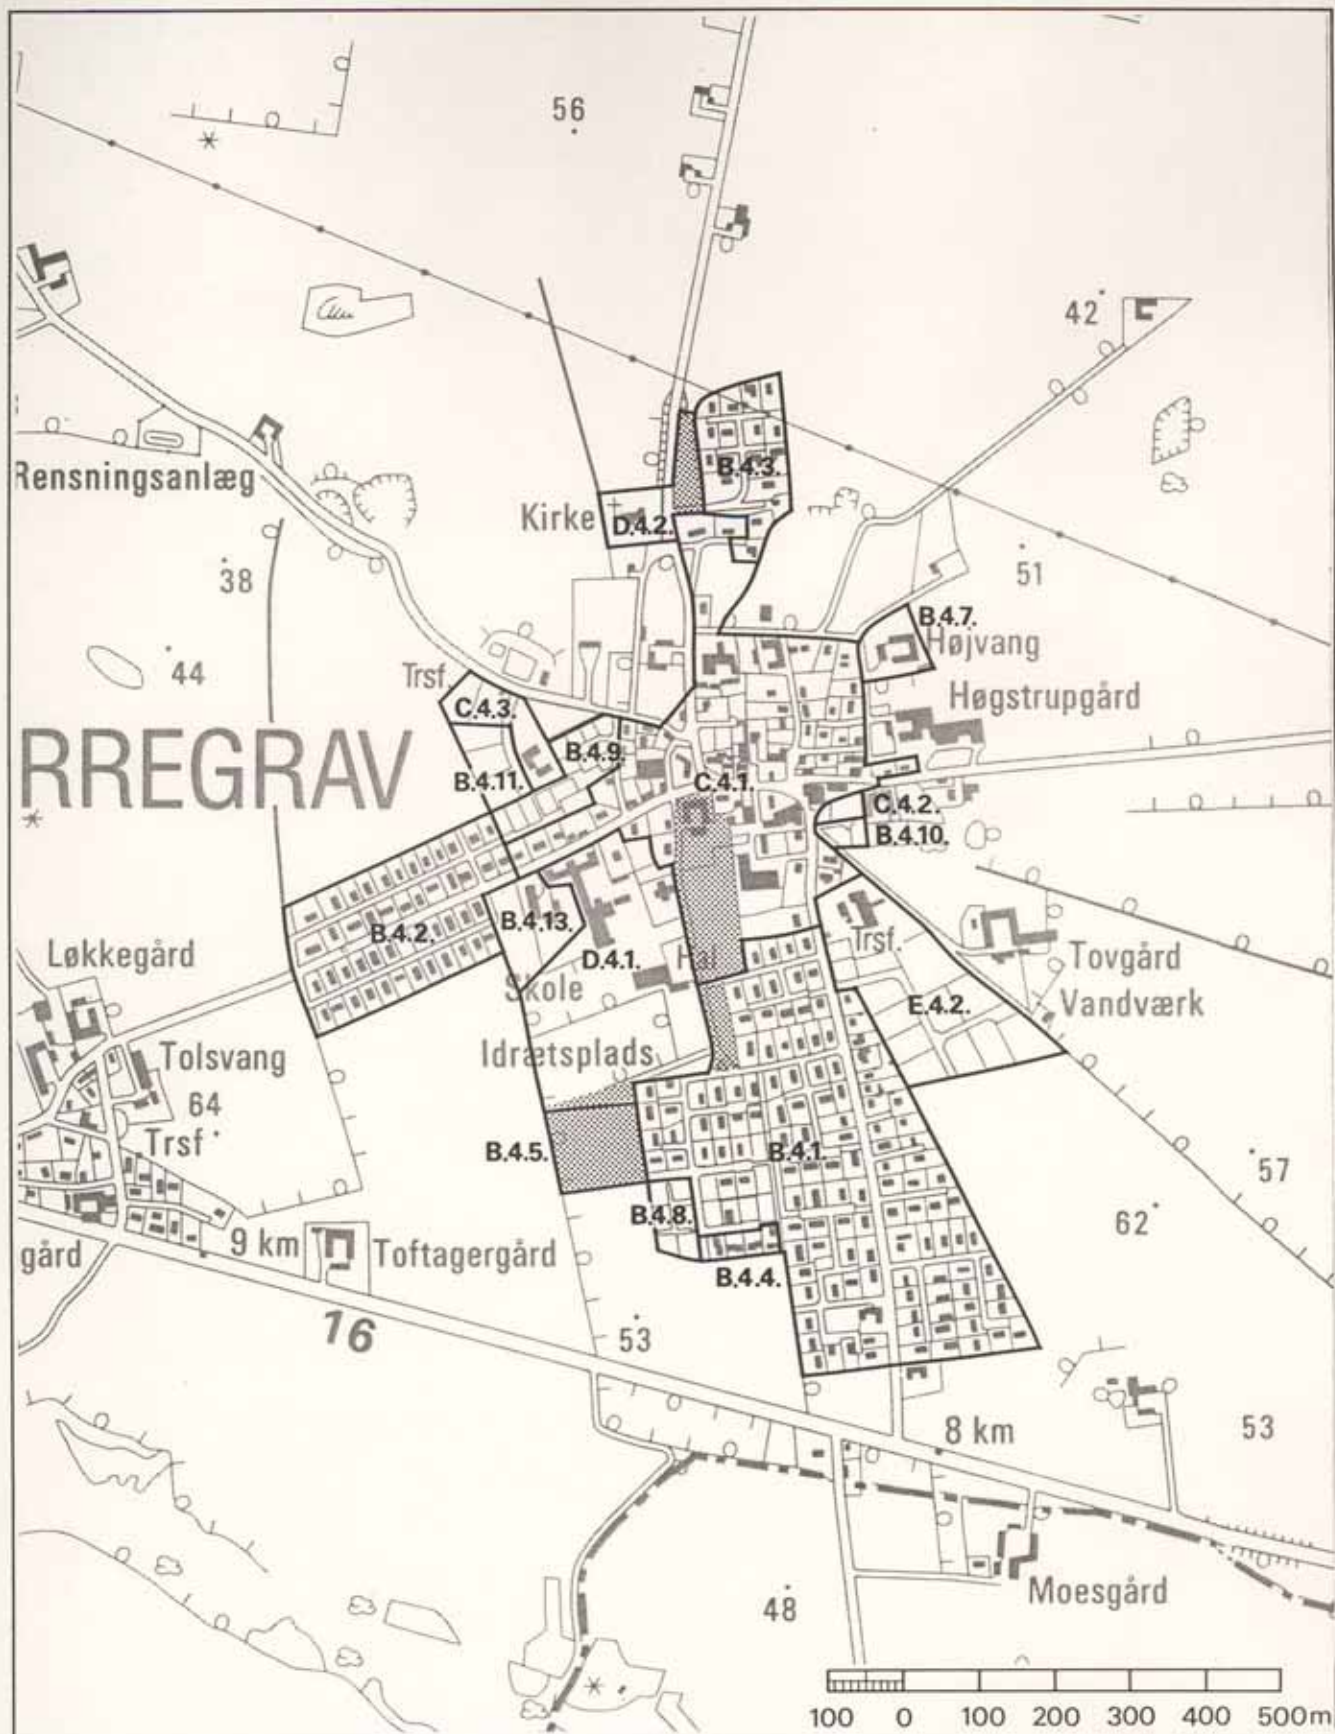 56
42
Rensningsanlæg
B.4.3.
Kirke
D.4.2.
38
51
B.4.7.
Højvang
44
Trsf.
Høgstrupgård
C.4.3.
RREGRAV
B.4.9.
B.4.11.
C.4.1.
C.4.2.
B.4.10.
B.4.13.
B.4.2.
Løkkegård
D.4.1.
Hal
Trsf.
Tovgård
Skole
Vandværk
E.4.2.
Idrætsplads
Tolsvang
64
Trsf
B.4.5.
B.4.1.
57
B.4.8.
62
gård
9 km
Toftagergård
B.4.4.
16
53
8 km
53
Moesgård
48
100 0 100 200 300 400 500m